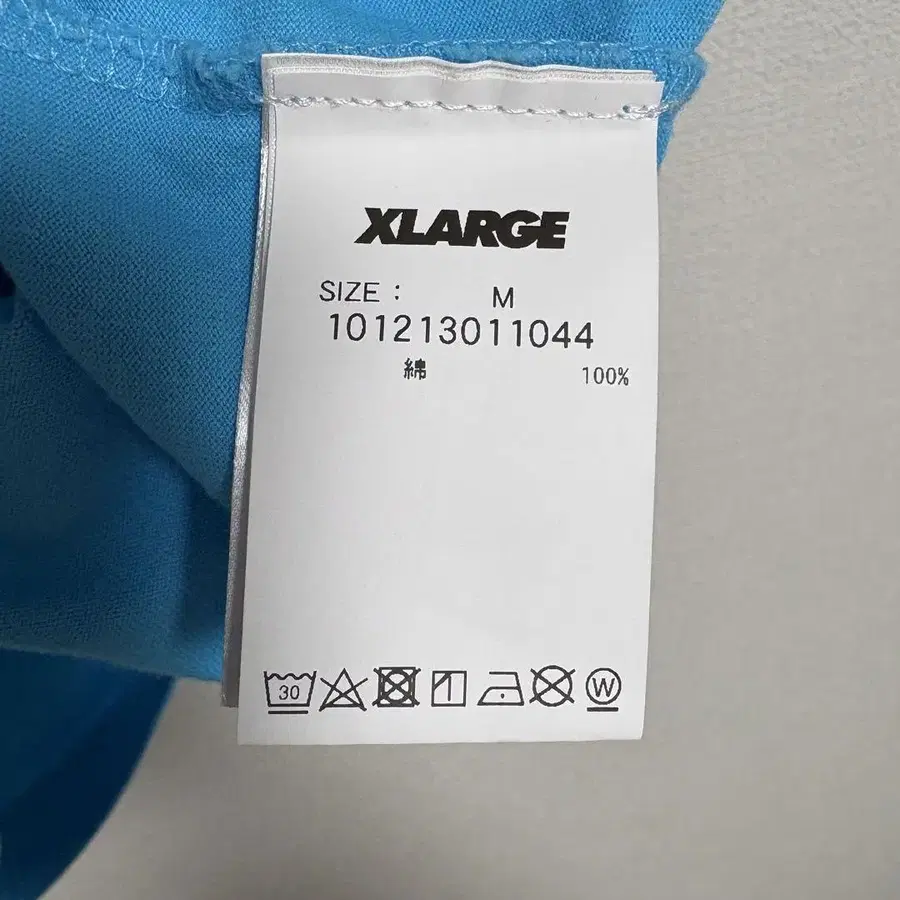 XLARGE
SIZE : M
101213011044
綿 100%
30
W